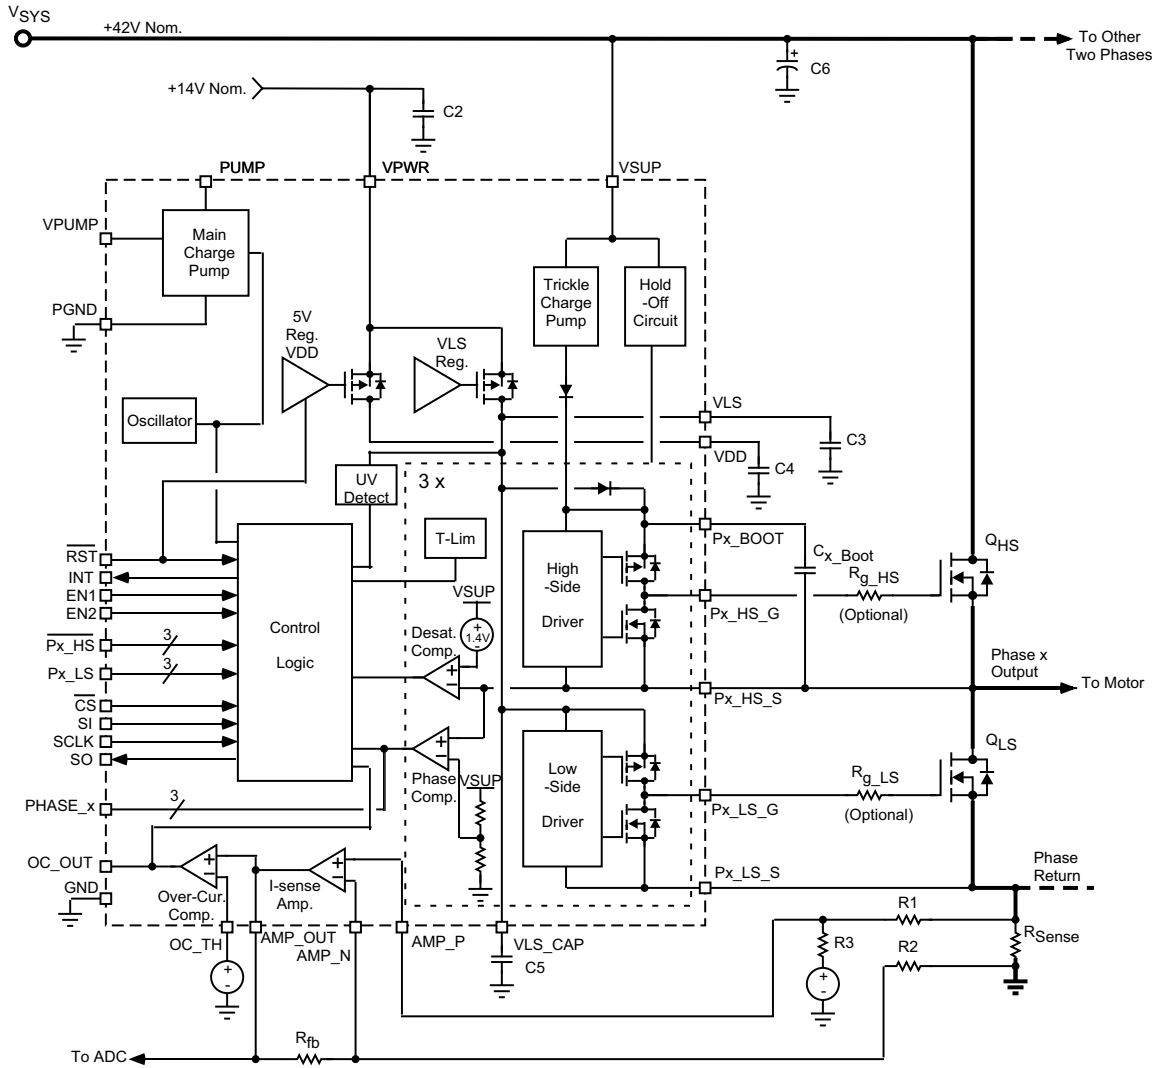 VSYS
+42V Nom.
To Other
Two Phases
C6
+14V Nom.
C2
PUMP
VPWR
VSUP
VPUMP
Main
Charge
Pump
PGND
Trickle
Charge
Pump
Hold
-Off
Circuit
5V
Reg.
VDD
VLS
Reg.
Oscillator
VLS
VDD
C3
C4
UV
Detect
3 x
T-Lim
Px_BOOT
Cx_Boot
QHS
RST
INT
EN1
EN2
Px_HS
3
Px_LS
3
CS
SI
SCLK
SO
Control
Logic
VSUP
+
1.4V
-
Desat.
Comp.
+
−
High
-Side
Driver
Px_HS_G
Rg_HS
(Optional)
Phase x
Output
To Motor
Px_HS_S
QLS
+
−
Phase
Comp.
VSUP
Low
-Side
Driver
Rg_LS
Px_LS_G
(Optional)
PHASE_x
3
OC_OUT
GND
+
−
Over-Cur.
Comp.
+
−
I-sense
Amp.
Px_LS_S
Phase
Return
OC_TH
AMP_OUT
AMP_N
AMP_P
VLS_CAP
C5
+
-
R1
R2
R3
+
-
RSense
To ADC
Rfb